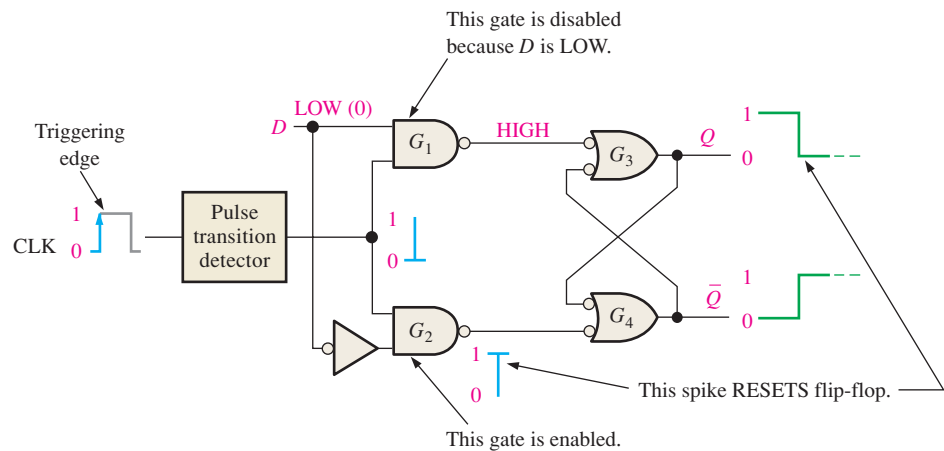 This gate is disabled
because D is LOW.
LOW (0)
D
G1
HIGH
G3
Q
1
0
Triggering
edge
1
CLK 0
Pulse
transition
detector
1
0
G2
G4
Q̄
1
0
1
0
This spike RESETS flip-flop.
This gate is enabled.